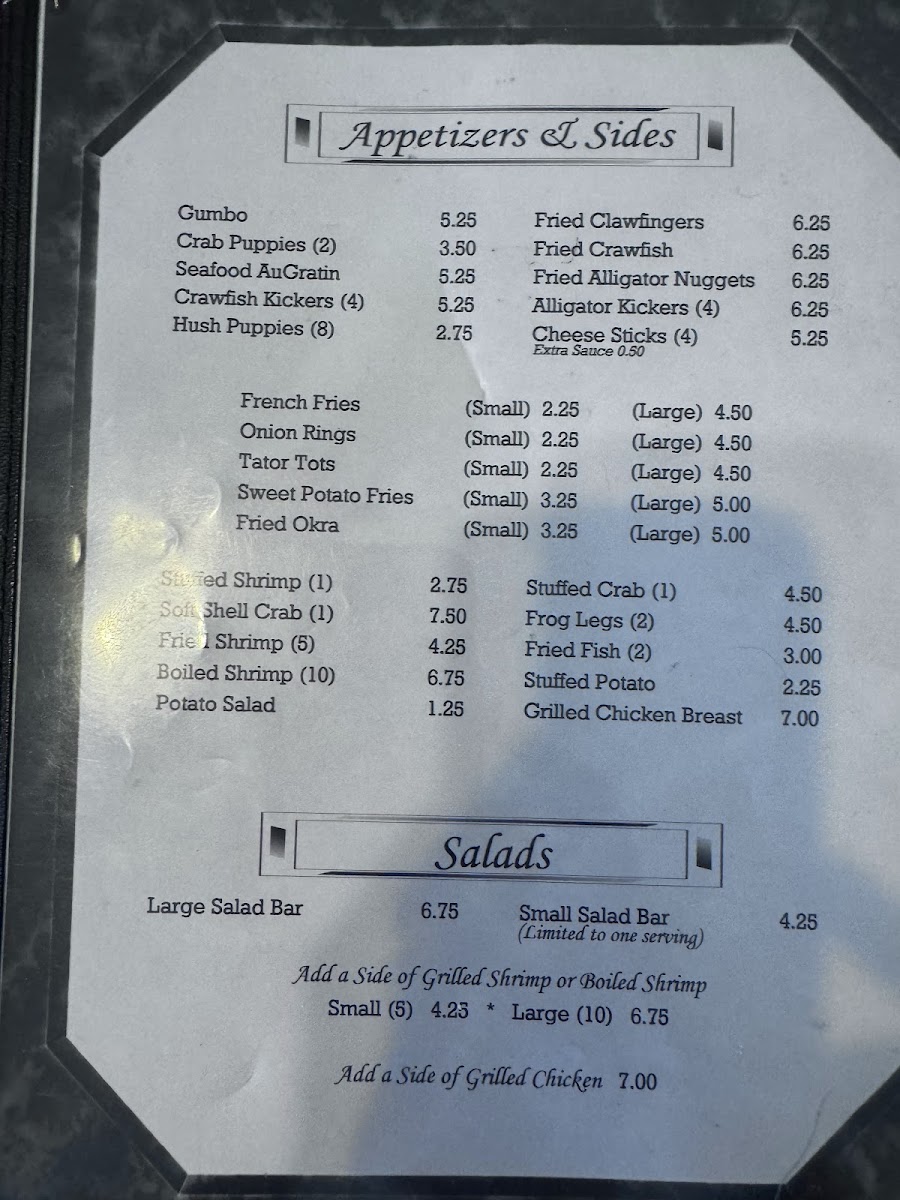 Appetizers & Sides
Gumbo 5.25
Crab Puppies (2) 3.50
Seafood AuGratin 5.25
Crawfish Kickers (4) 5.25
Hush Puppies (8) 2.75
Fried Clawfingers 6.25
Fried Crawfish 6.25
Fried Alligator Nuggets 6.25
Alligator Kickers (4) 6.25
Cheese Sticks (4) 5.25
Extra Sauce 0.50
French Fries (Small) 2.25 (Large) 4.50
Onion Rings (Small) 2.25 (Large) 4.50
Tator Tots (Small) 2.25 (Large) 4.50
Sweet Potato Fries (Small) 3.25 (Large) 5.00
Fried Okra (Small) 3.25 (Large) 5.00
Stuffed Shrimp (1) 2.75
Soft Shell Crab (1) 7.50
Fried Shrimp (5) 4.25
Boiled Shrimp (10) 6.75
Potato Salad 1.25
Stuffed Crab (1) 4.50
Frog Legs (2) 4.50
Fried Fish (2) 3.00
Stuffed Potato 2.25
Grilled Chicken Breast 7.00
Salads
Large Salad Bar 6.75
Small Salad Bar 4.25
(Limited to one serving)
Add a Side of Grilled Shrimp or Boiled Shrimp
Small (5) 4.25 * Large (10) 6.75
Add a Side of Grilled Chicken 7.00